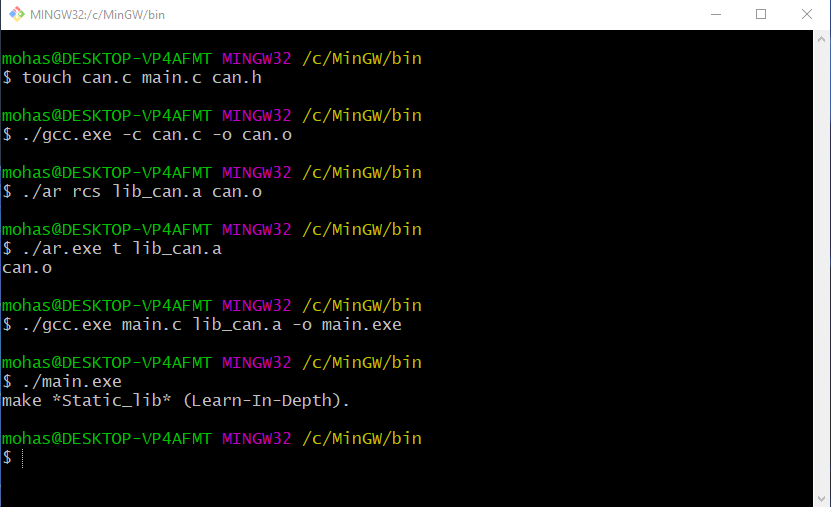 MINGW32:/c/MinGW/bin
mohas@DESKTOP-VP4AFMT MINGW32 /c/MinGW/bin
$ touch can.c main.c can.h
mohas@DESKTOP-VP4AFMT MINGW32 /c/MinGW/bin
$ ./gcc.exe -c can.c -o can.o
mohas@DESKTOP-VP4AFMT MINGW32 /c/MinGW/bin
$ ./ar rcs lib_can.a can.o
mohas@DESKTOP-VP4AFMT MINGW32 /c/MinGW/bin
$ ./ar.exe t lib_can.a
can.o
mohas@DESKTOP-VP4AFMT MINGW32 /c/MinGW/bin
$ ./gcc.exe main.c lib_can.a -o main.exe
mohas@DESKTOP-VP4AFMT MINGW32 /c/MinGW/bin
$ ./main.exe
make *Static_lib* (Learn-In-Depth).
mohas@DESKTOP-VP4AFMT MINGW32 /c/MinGW/bin
$